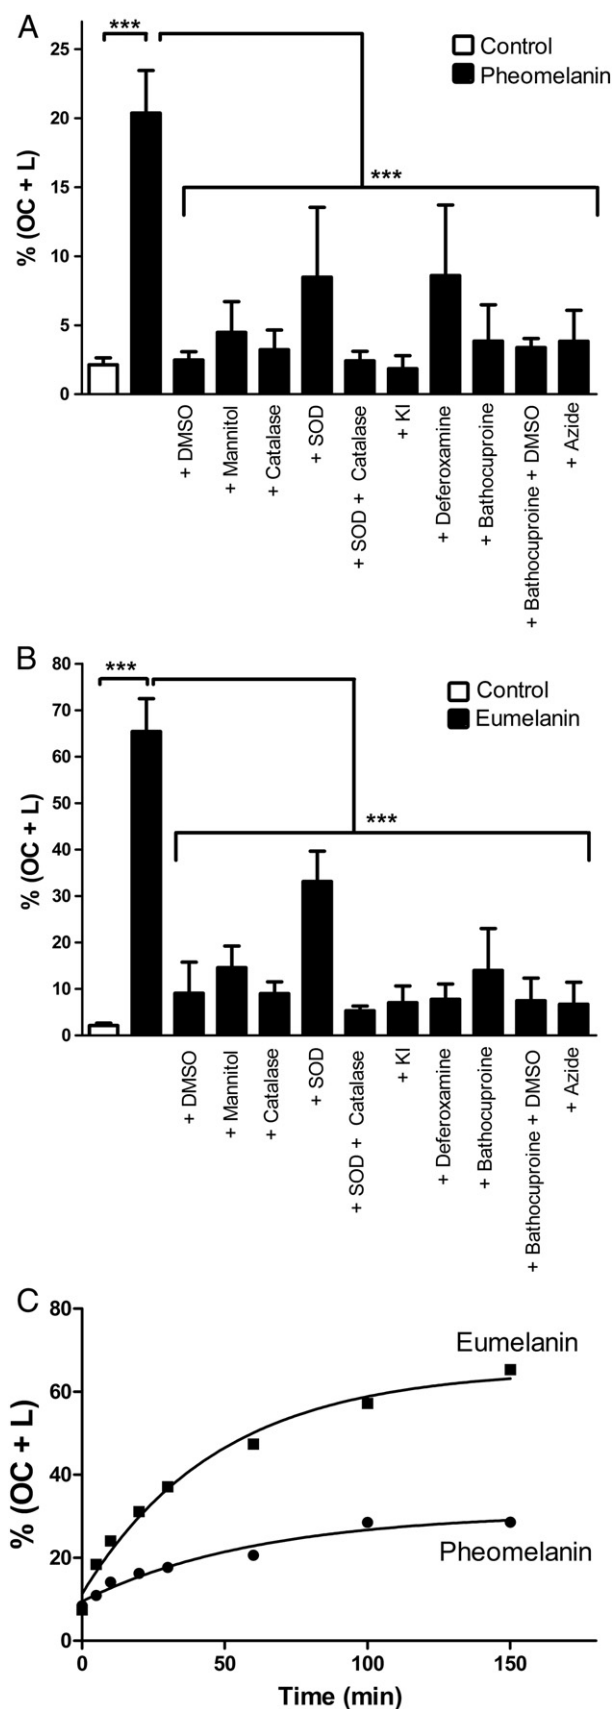 A
***
Control
Pheomelanin
25
20
15
10
5
0
% (OC + L)
***
+ DMSO
+ Mannitol
+ Catalase
+ SOD
+ SOD + Catalase
+ KI
+ Deferoxamine
+ Bathocuproine
+ Bathocuproine + DMSO
+ Azide
B
***
Control
Eumelanin
80
70
60
50
40
30
20
10
0
% (OC + L)
***
+ DMSO
+ Mannitol
+ Catalase
+ SOD
+ SOD + Catalase
+ KI
+ Deferoxamine
+ Bathocuproine
+ Bathocuproine + DMSO
+ Azide
C
80
60
40
20
0
% (OC + L)
Eumelanin
Pheomelanin
0 50 100 150
Time (min)